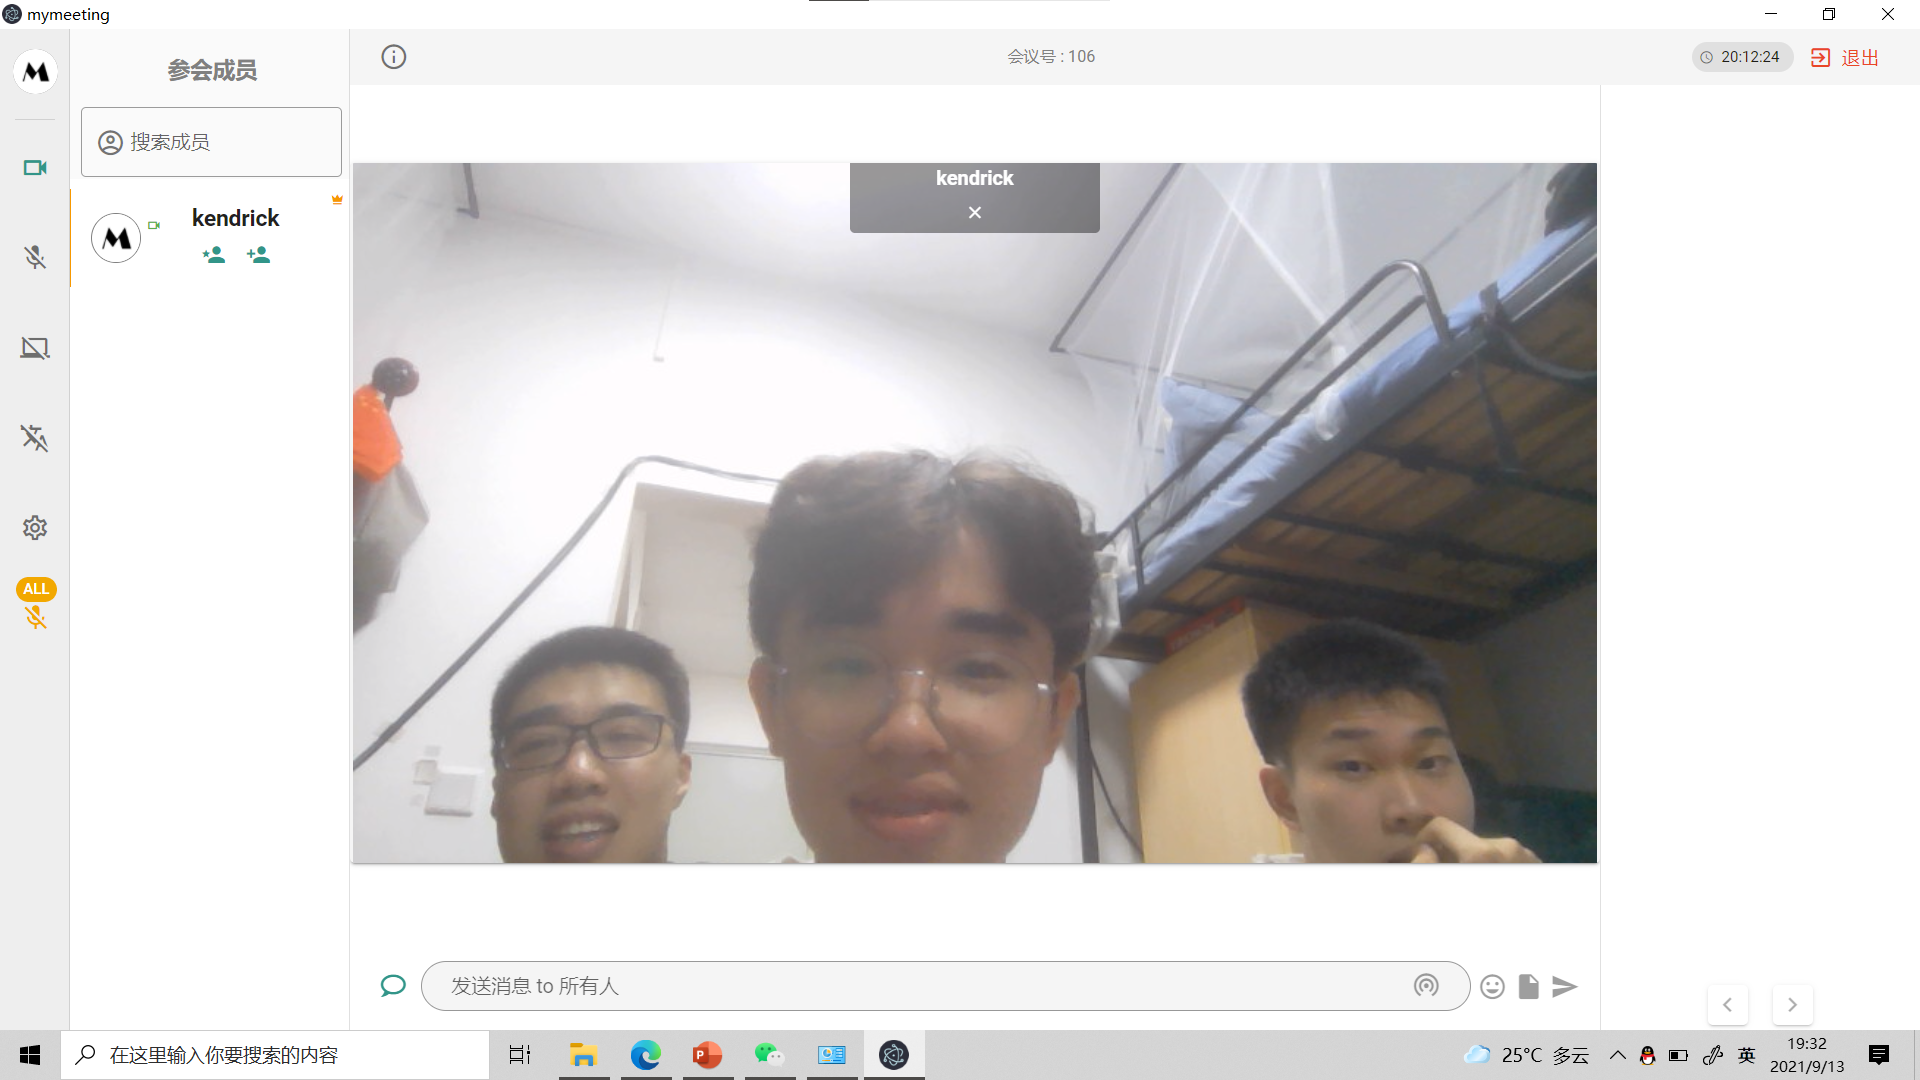 mymeeting
参会成员
会议号 : 106
20:12:24
退出
搜索成员
kendrick
kendrick
ALL
发送消息 to 所有人
在这里输入你要搜索的内容
25°C 多云
英
19:32
2021/9/13